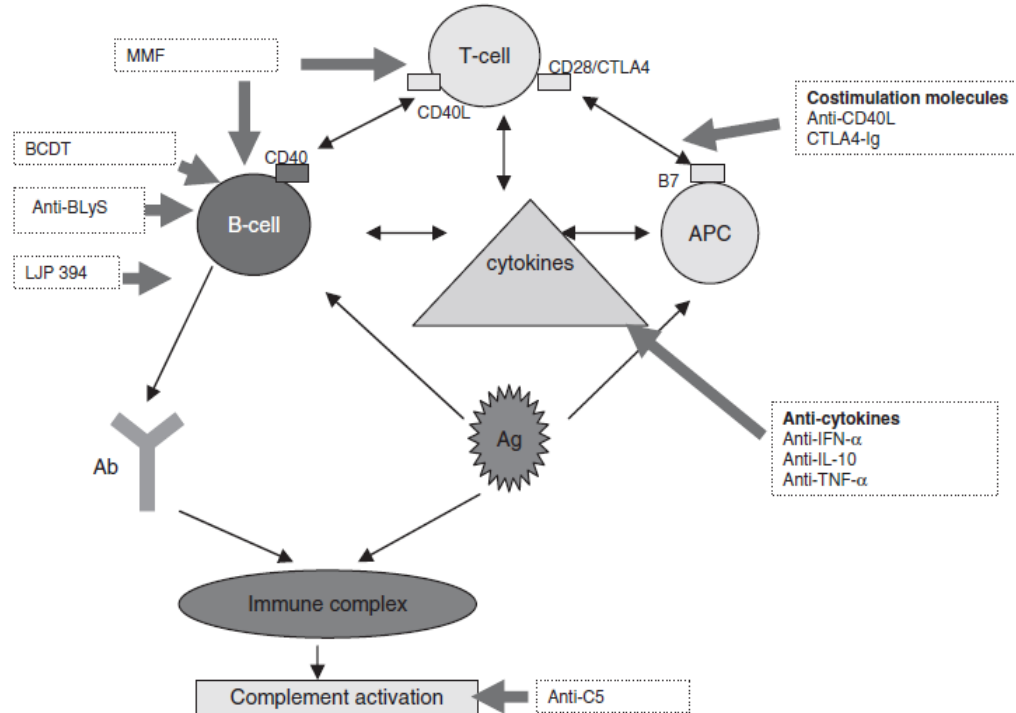 T-cell
MMF
CD28/CTLA4
CD40L
Costimulation molecules
Anti-CD40L
CTLA4-Ig
BCDT
CD40
B7
Anti-BLyS
B-cell
APC
cytokines
LJP 394
Anti-cytokines
Anti-IFN-α
Anti-IL-10
Anti-TNF-α
Ag
Ab
Immune complex
Complement activation
Anti-C5